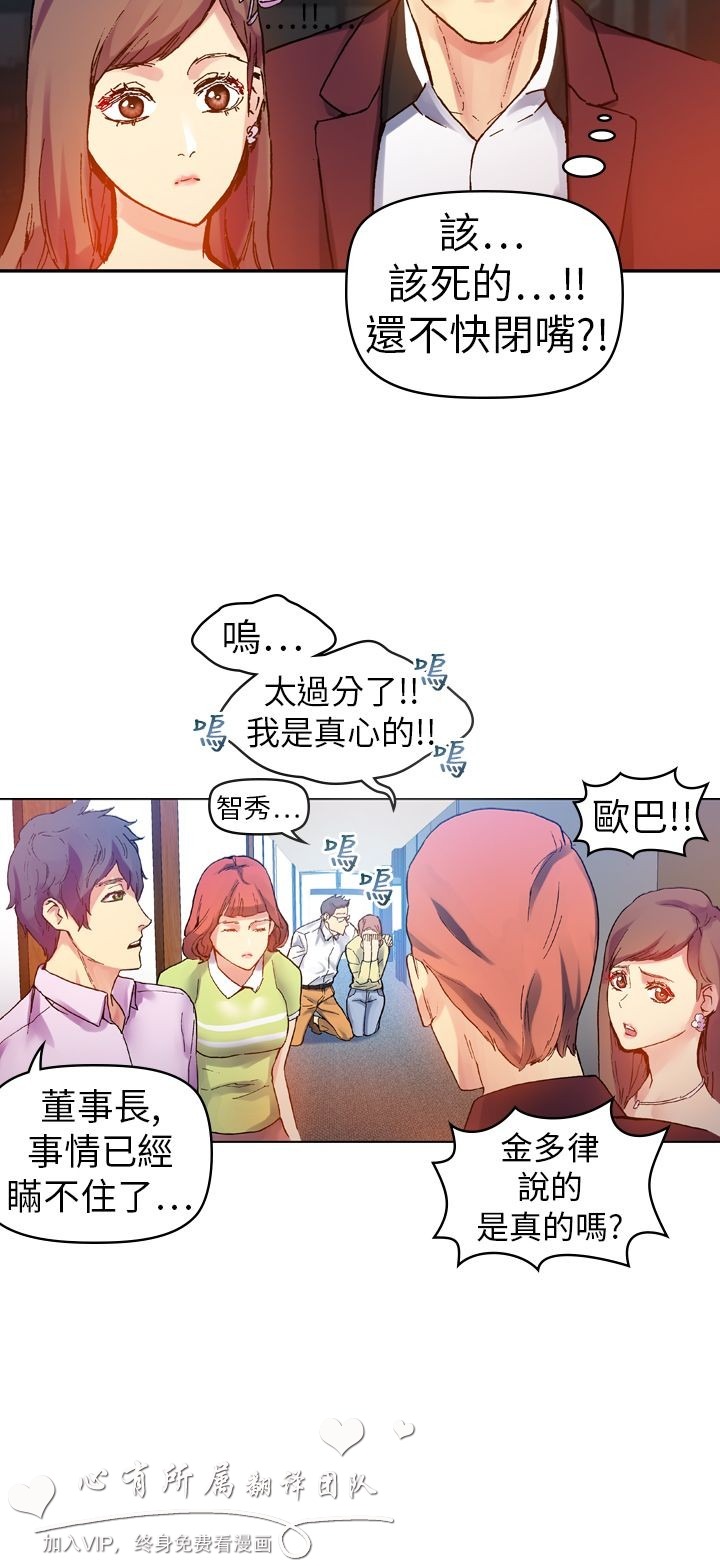 ...!!...
該...
該死的...!!
還不快閉嘴?!
嗚...
太過分了!!
我是真心的!!
嗚
嗚
嗚
智秀...
歐巴!!
嗚
嗚
董事長,
事情已經
瞞不住了...
金多律
說的
是真的嗎?
心有所属翻译团队
加入VIP，终身免费看漫画